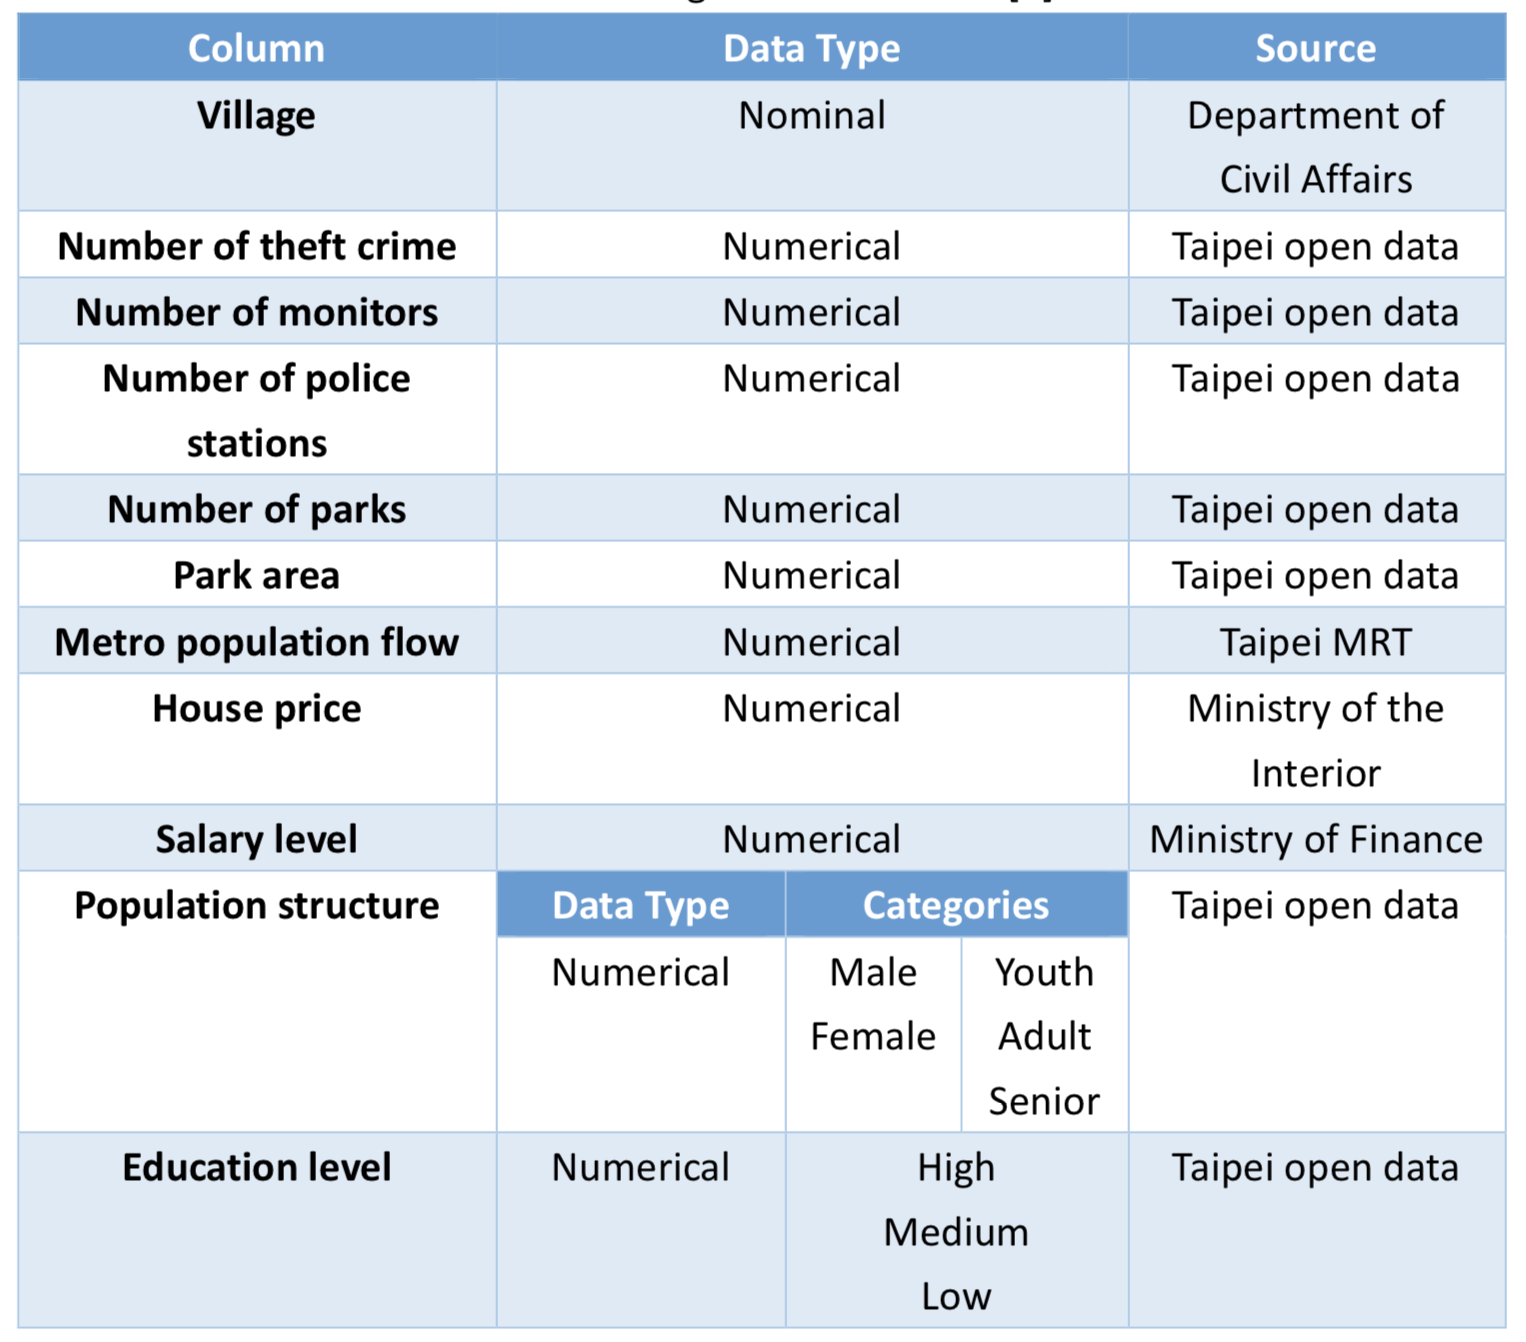 Column Data Type Source
Village Nominal Department of
Civil Affairs
Number of theft crime Numerical Taipei open data
Number of monitors Numerical Taipei open data
Number of police Numerical Taipei open data
stations
Number of parks Numerical Taipei open data
Park area Numerical Taipei open data
Metro population flow Numerical Taipei MRT
House price Numerical Ministry of the
Interior
Salary level Numerical Ministry of Finance
Population structure Data Type Categories Taipei open data
Numerical Male Youth
Female Adult
Senior
Education level Numerical High Taipei open data
Medium
Low